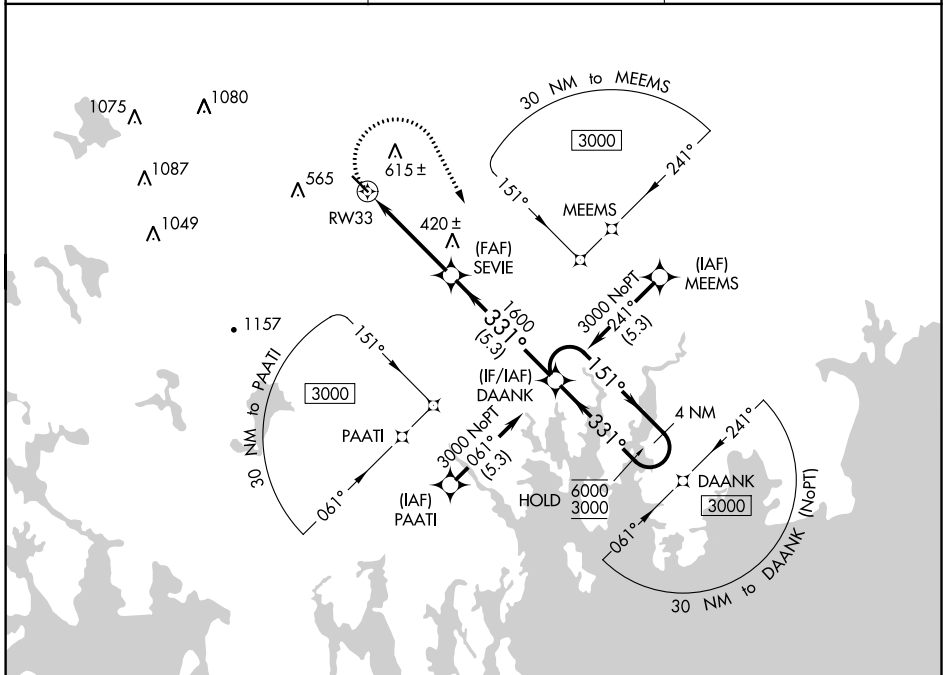 30 NM to MEEMS
1075
1080
3000
241°
615 ±
1087
565
151°
MEEMS
RW33
1049
420 ±
(FAF)
SEVIE
(IAF)
MEEMS
3000 NoPT
241°
(5.3)
1600
331°
(5.3)
1157
151°
30 NM to PAATI
3000
(IF/IAF)
DAANK
151°
4 NM
331°
241°
PAATI
3000 NoPT
061°
(5.3)
HOLD
6000
3000
DAANK
3000
(IAF)
PAATI
061°
061°
30 NM to DAANK (NoPT)